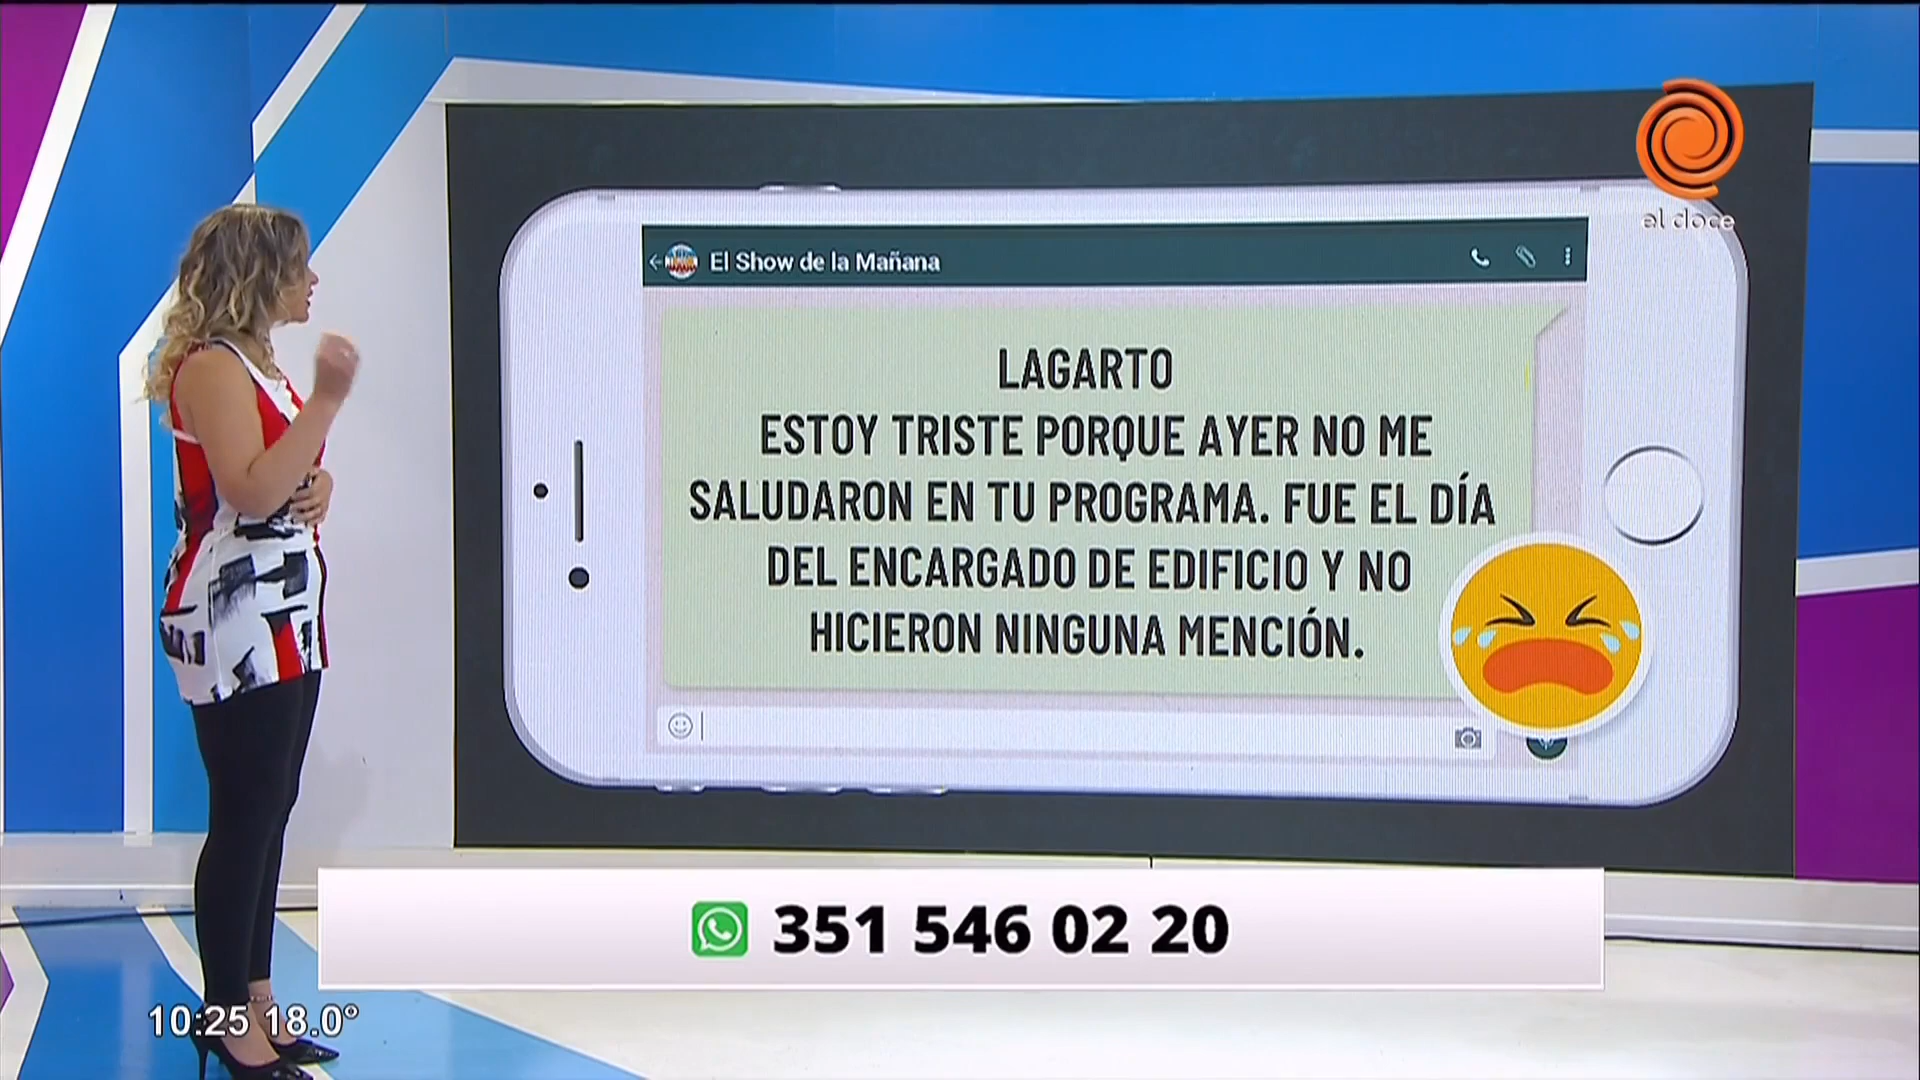 el doce
El Show de la Mañana
LAGARTO
ESTOY TRISTE PORQUE AYER NO ME
SALUDARON EN TU PROGRAMA. FUE EL DÍA
DEL ENCARGADO DE EDIFICIO Y NO
HICIERON NINGUNA MENCIÓN.
351 546 02 20
10:25 18.0°